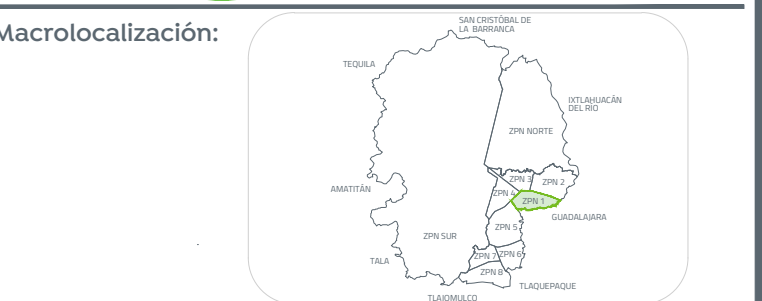 Macrolocalización:
SAN CRISTÓBAL DE
LA BARRANCA
TEQUILA
IXTLAHUACÁN
DEL RÍO
ZPN NORTE
ZPN 3
ZPN 2
AMATITÁN
ZPN 4
ZPN 1
GUADALAJARA
ZPN 5
ZPN SUR
ZPN 7
ZPN 6
TALA
ZPN 8
TLAQUEPAQUE
TLAJOMULCO